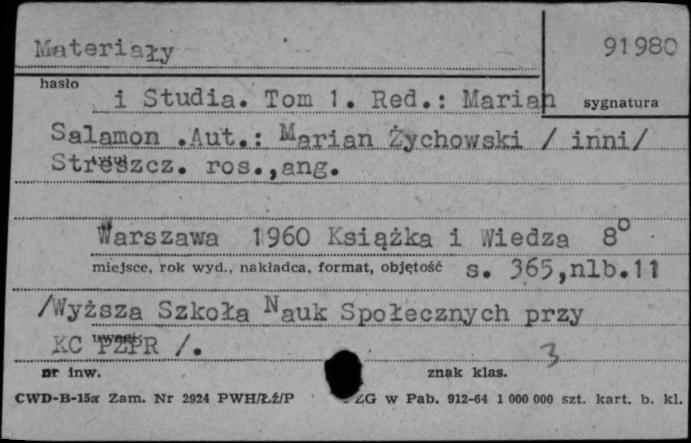 Materiały 91980
hasło
i Studia. Tom 1. Red.: Marian sygnatura
Salamon .Aut.: Marian Żychowski / inni/
tytuł
Streszcz. ros.,ang.
Warszawa 1960 Książka i Wiedza 8°
miejsce, rok wyd., nakładca, format, objętość s. 365,nlb.11
/Wyższa Szkoła Nauk Społecznych przy
uwagi
KC PZPR /. 3
nr inw. znak klas.
CWD-B-15a Zam. Nr 2924 PWH/Łź/P ZG w Pab. 912-64 1 000 000 szt. kart. b. kl.